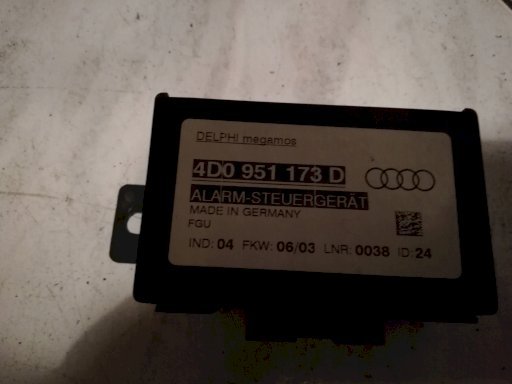 DELPHI megamos
4D0 951 173 D
ALARM-STEUERGERÄT
MADE IN GERMANY
FGU
IND: 04 FKW: 06/03 LNR: 0038 ID: 24